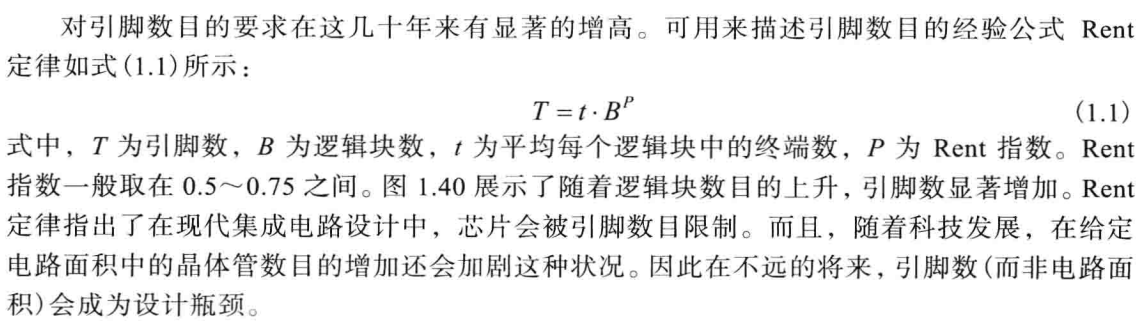 对引脚数目的要求在这几十年来有显著的增高。可用来描述引脚数目的经验公式 Rent
定律如式(1.1)所示：
T = t · B^P (1.1)
式中，T 为引脚数，B 为逻辑块数，t 为平均每个逻辑块中的终端数，P 为 Rent 指数。Rent
指数一般取在 0.5～0.75 之间。图 1.40 展示了随着逻辑块数目的上升，引脚数显著增加。Rent
定律指出了在现代集成电路设计中，芯片会被引脚数目限制。而且，随着科技发展，在给定
电路面积中的晶体管数目的增加还会加剧这种状况。因此在不远的将来，引脚数(而非电路面
积)会成为设计瓶颈。